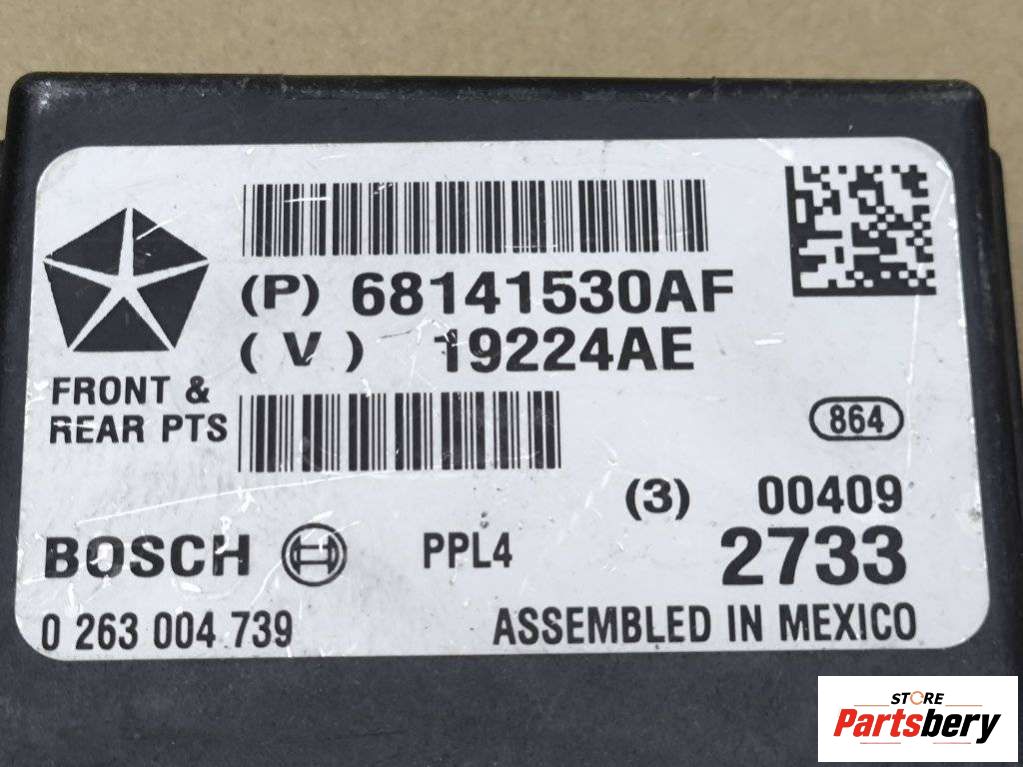 (P) 68141530AF
(V) 19224AE
FRONT &
REAR PTS
864
(3) 00409
BOSCH PPL4 2733
0 263 004 739 ASSEMBLED IN MEXICO
STORE
Partsbery